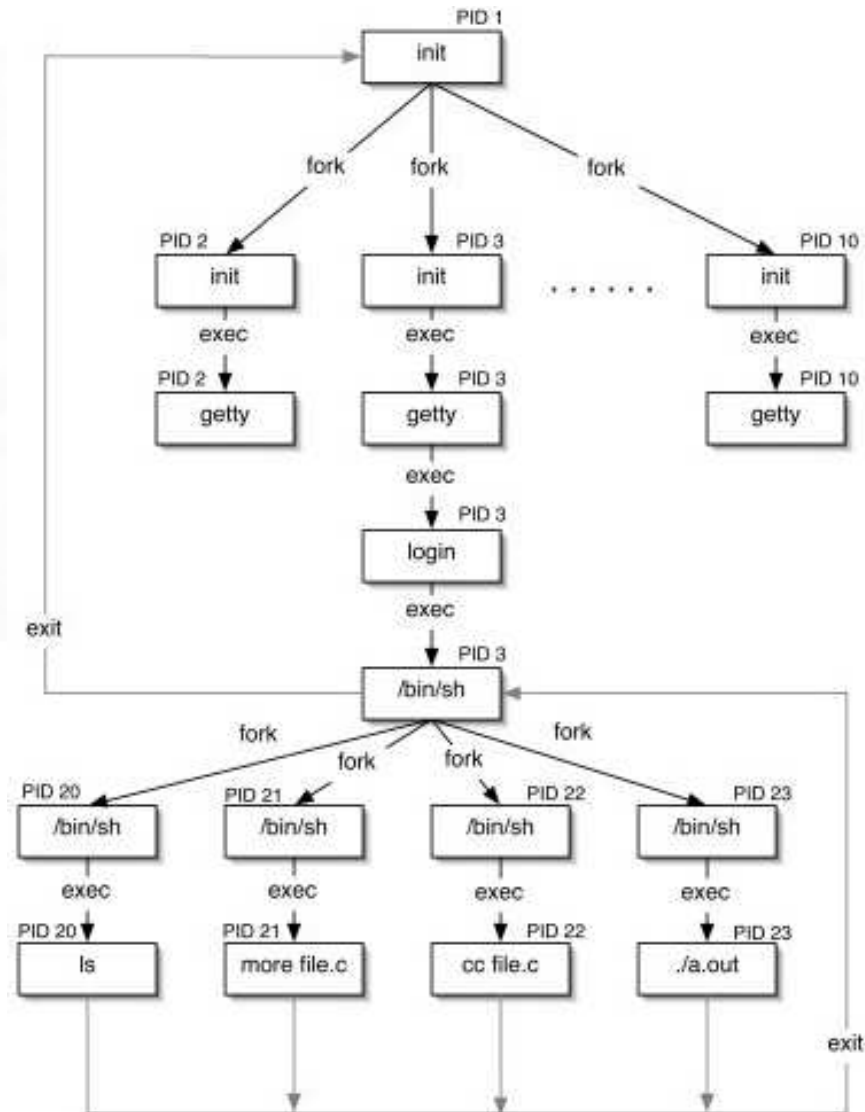 PID 1
init
fork fork fork
PID 2 PID 3 PID 10
init init . . . . . . init
exec exec exec
PID 2 PID 3 PID 10
getty getty getty
exec
PID 3
login
exec
exit
PID 3
/bin/sh
fork fork fork fork
PID 20 PID 21 PID 22 PID 23
/bin/sh /bin/sh /bin/sh /bin/sh
exec exec exec exec
PID 20 PID 21 PID 22 PID 23
ls more file.c cc file.c ./a.out
exit